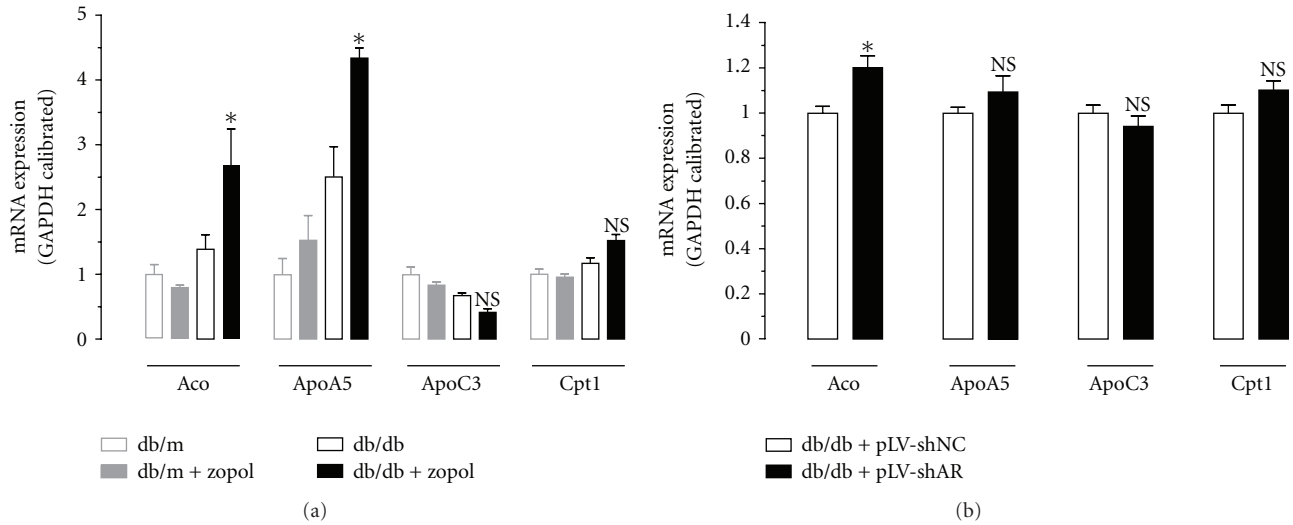 mRNA expression
(GAPDH calibrated)
5
4
3
2
1
0
*
*
NS
NS
Aco
ApoA5
ApoC3
Cpt1
db/m
db/m + zopol
db/db
db/db + zopol
(a)
mRNA expression
(GAPDH calibrated)
1.4
1.2
1
0.8
0.6
0.4
0.2
0
*
NS
NS
NS
Aco
ApoA5
ApoC3
Cpt1
db/db + pLV-shNC
db/db + pLV-shAR
(b)